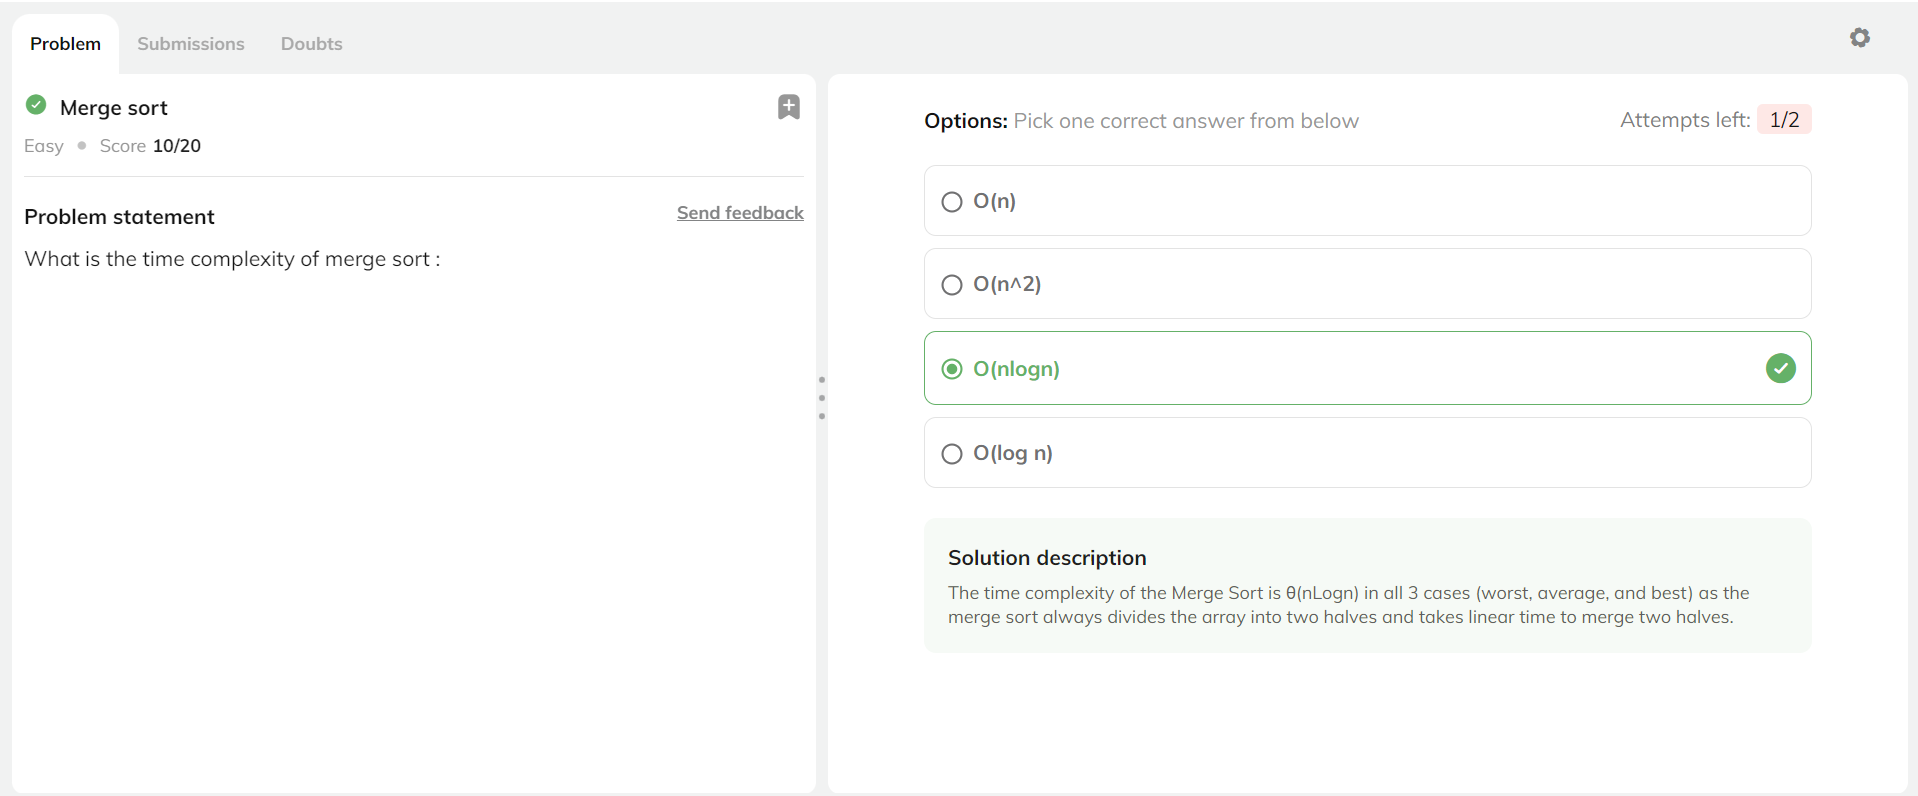 Problem Submissions Doubts
Merge sort
Easy • Score 10/20
Problem statement
Send feedback
What is the time complexity of merge sort :
Options: Pick one correct answer from below
Attempts left: 1/2
O(n)
O(n^2)
O(nlogn)
O(log n)
Solution description
The time complexity of the Merge Sort is θ(nLogn) in all 3 cases (worst, average, and best) as the
merge sort always divides the array into two halves and takes linear time to merge two halves.